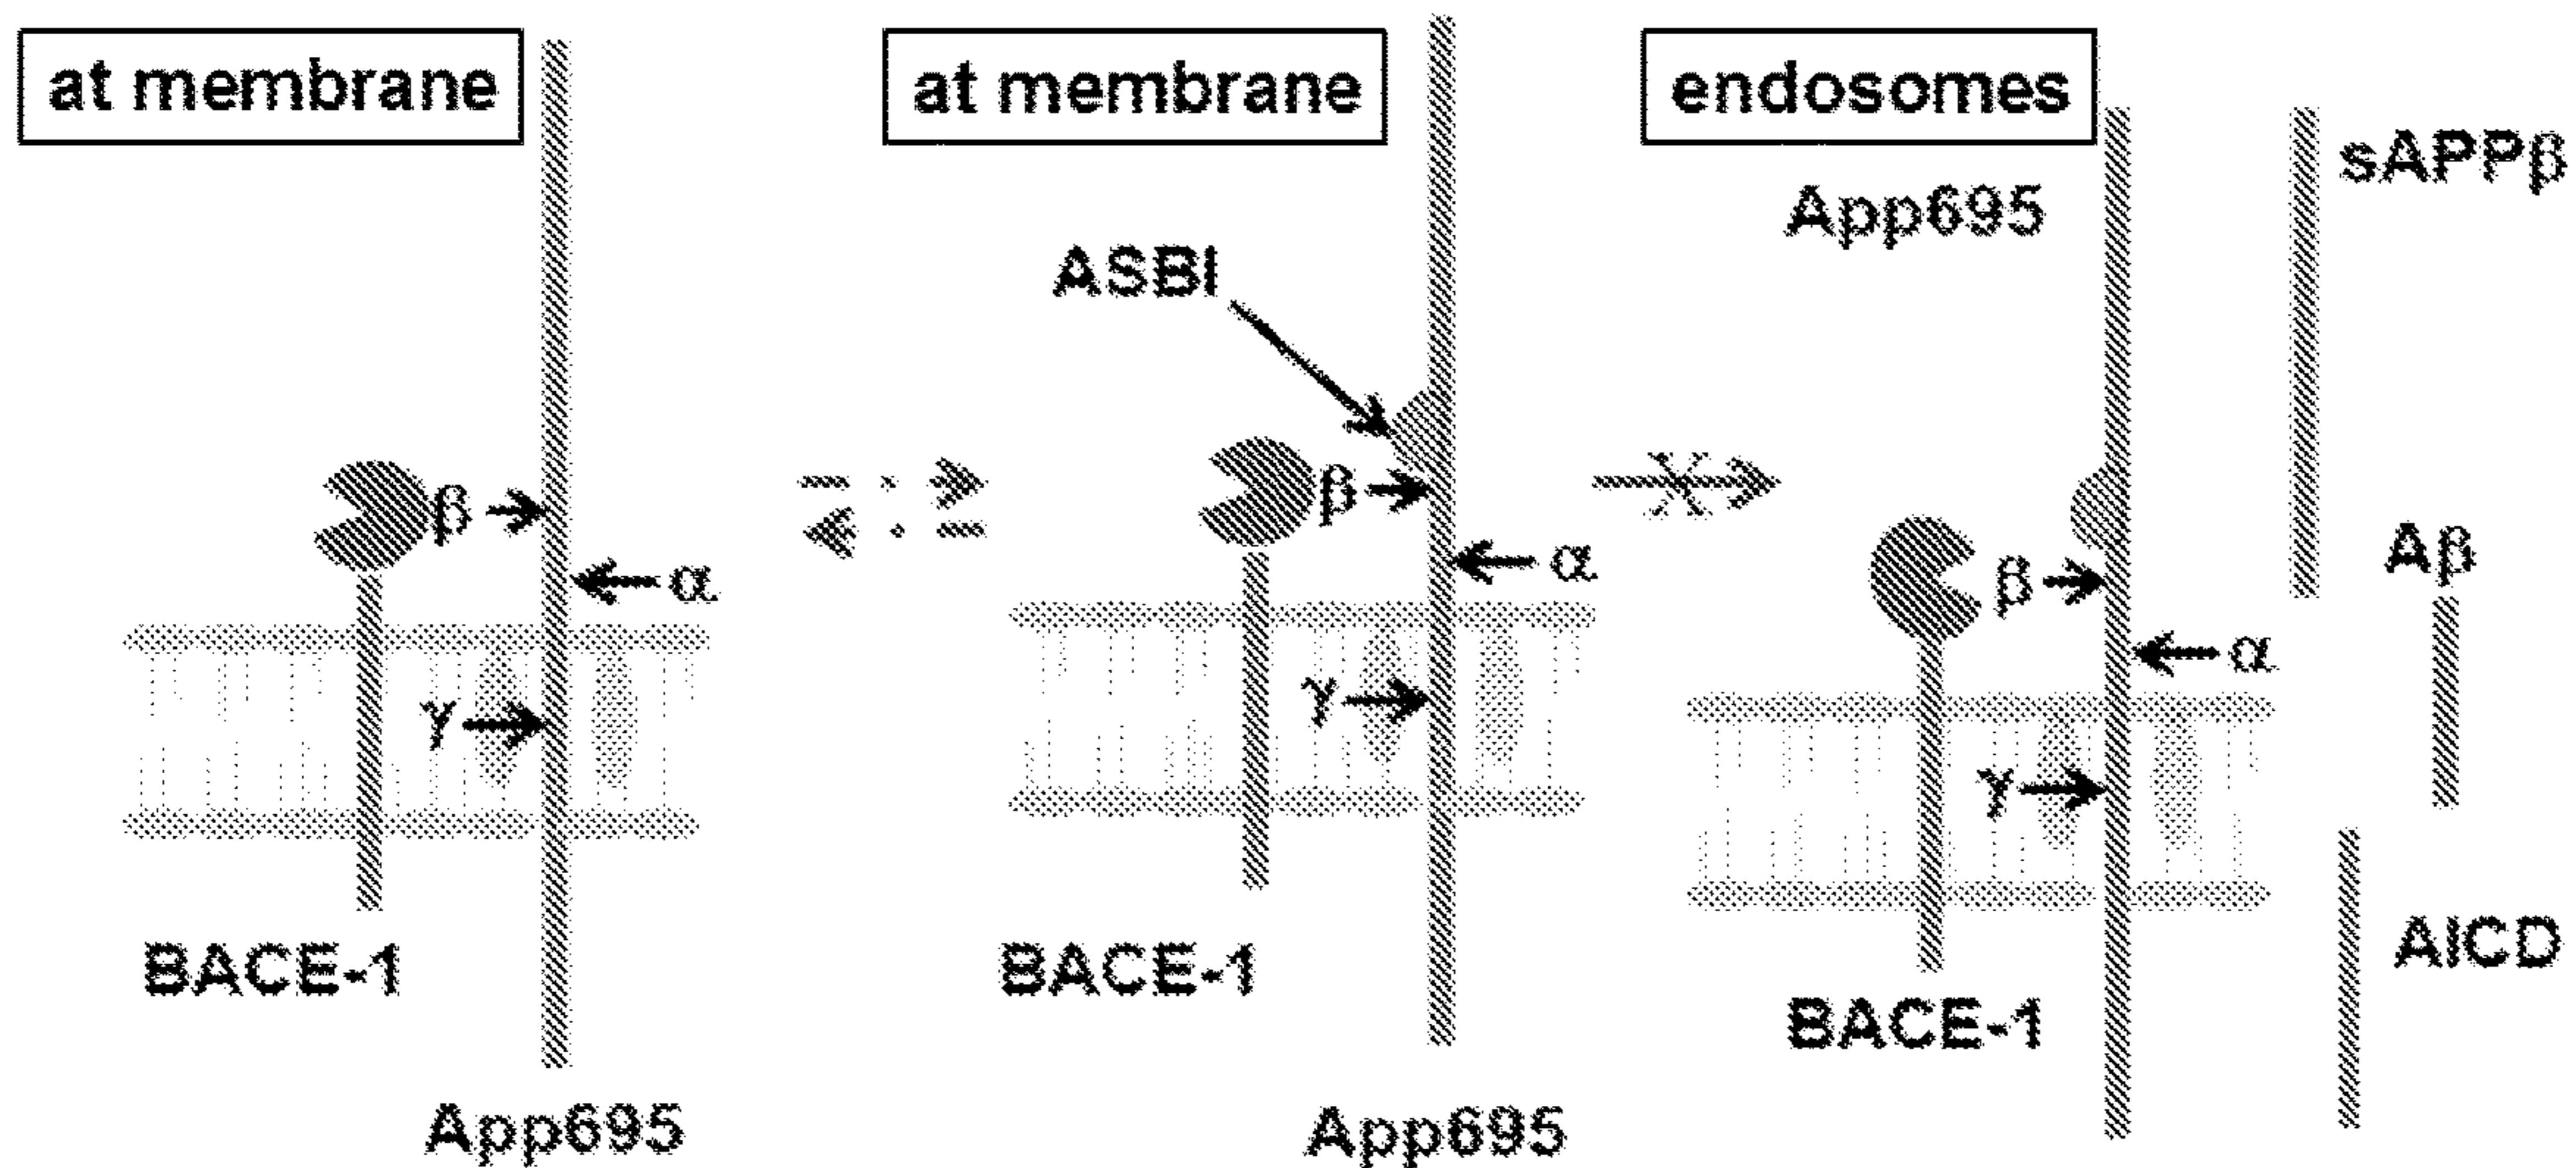 at membrane
β
α
γ
BACE-1
App695
at membrane
ASBI
β
α
γ
BACE-1
App695
endosomes
App695
β
α
γ
BACE-1
sAPPβ
Aβ
AICD